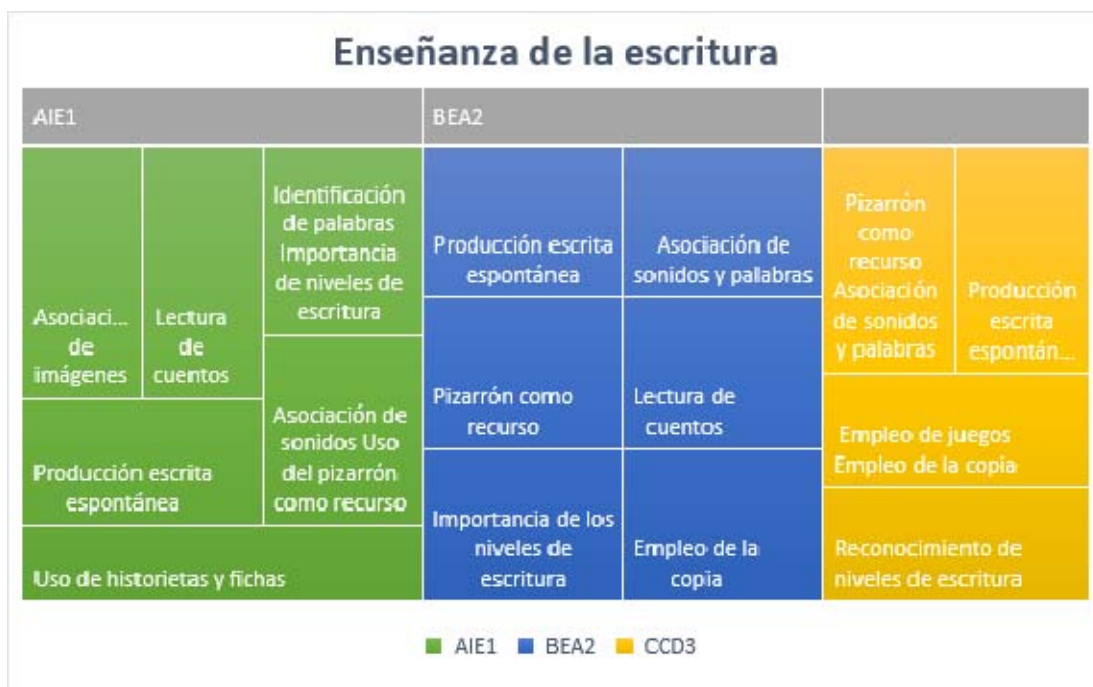 Enseñanza de la escritura
AIE1
BEA2
Asociaci...
de
imágenes
Lectura
de
cuentos
Identificación
de palabras
Importancia
de niveles de
escritura
Asociación de
sonidos Uso
del pizarrón
como recurso
Producción escrita
espontánea
Uso de historietas y fichas
Producción escrita
espontánea
Asociación de
sonidos y palabras
Pizarrón como
recurso
Lectura de
cuentos
Importancia de los
niveles de
escritura
Empleo de la
copia
Pizarrón
como
recurso
Asociación
de sonidos
y palabras
Producción
escrita
espontán...
Empleo de juegos
Empleo de la copia
Reconocimiento de
niveles de escritura
AIE1 BEA2 CCD3